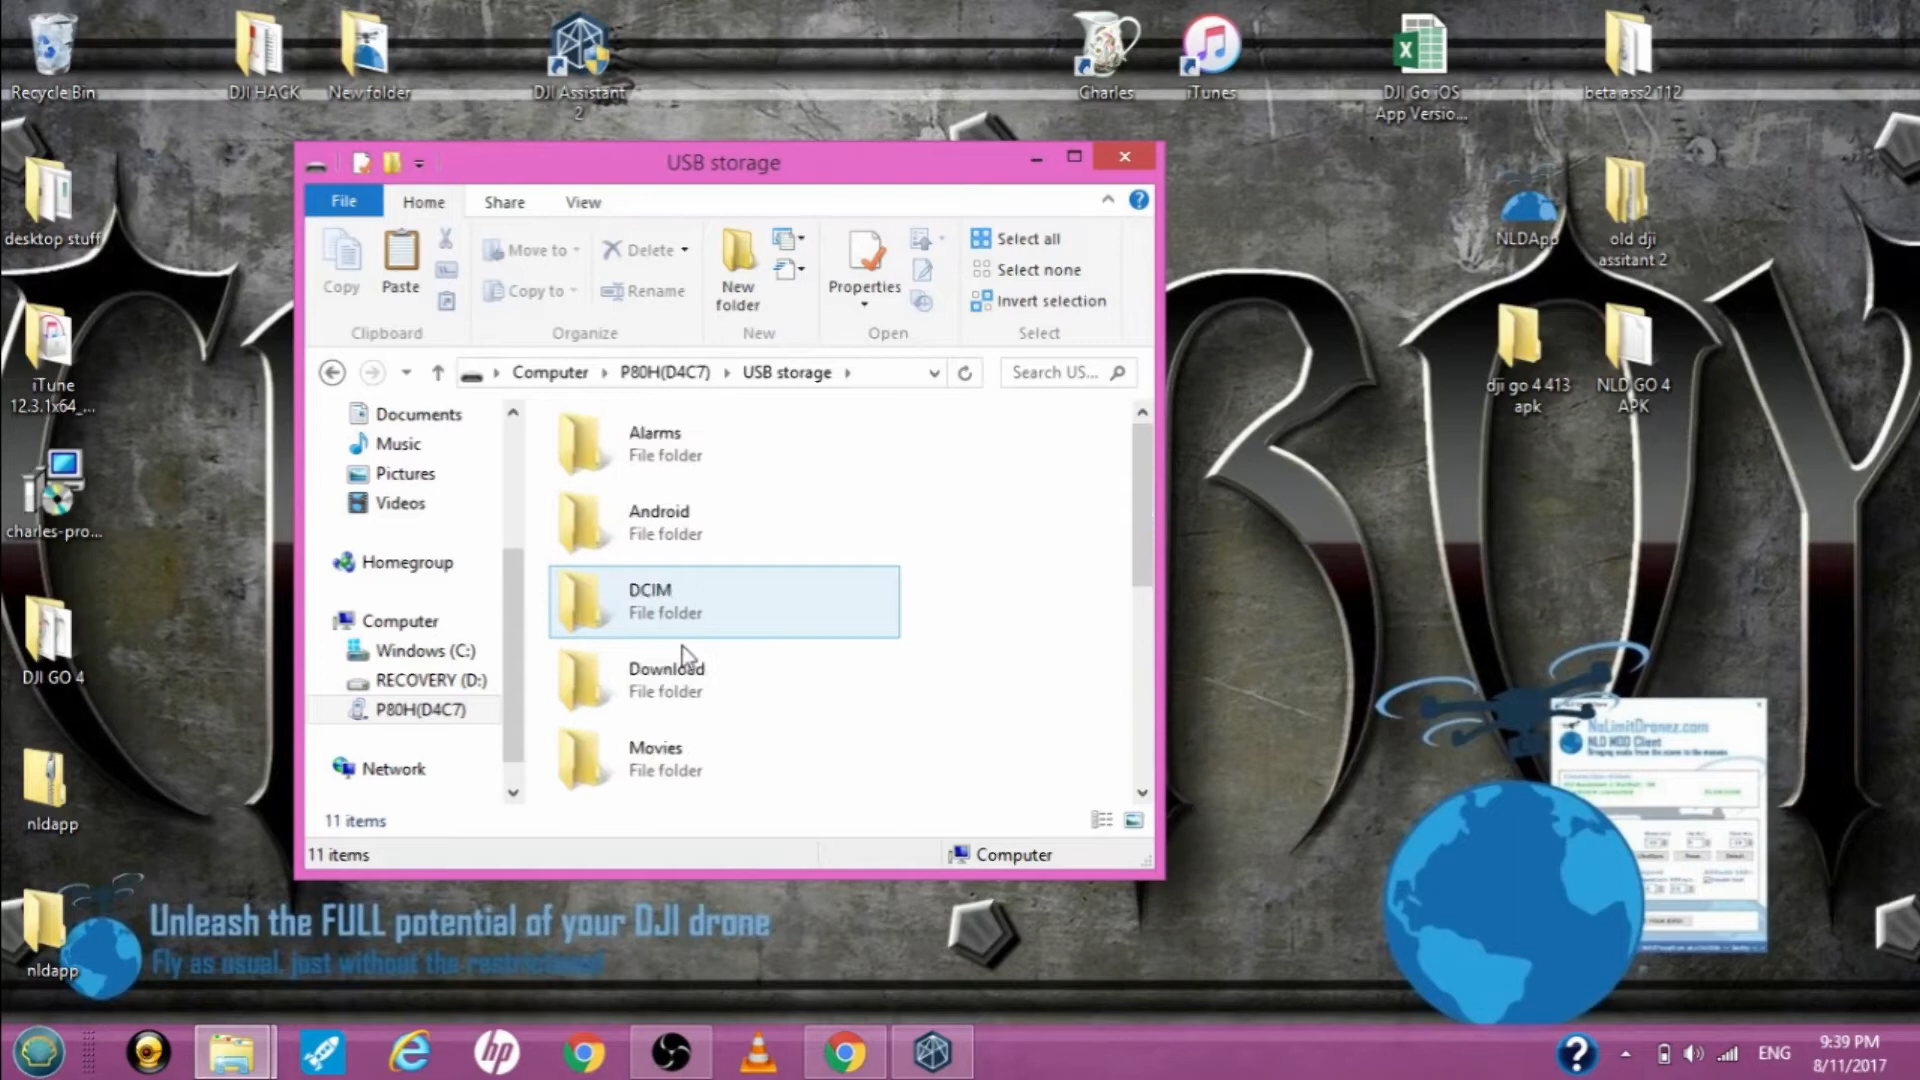 Recycle Bin
DJI HACK
New folder
DJI Assistant
2
Charles
iTunes
DJI Go iOS
App Versio...
beta ass2 112
desktop stuff
NLDApp
old dji
assitant 2
iTune
12.3.1x64_...
dji go 4 413
apk
NLD GO 4
APK
charles-pro...
DJI GO 4
nldapp
nldapp
USB storage
File
Home
Share
View
Copy
Paste
Clipboard
Move to
Copy to
Delete
Rename
Organize
New
folder
New
Properties
Open
Select all
Select none
Invert selection
Select
Computer
P80H(D4C7)
USB storage
Search US...
Documents
Music
Pictures
Videos
Homegroup
Computer
Windows (C:)
RECOVERY (D:)
P80H(D4C7)
Network
Alarms
File folder
Android
File folder
DCIM
File folder
Download
File folder
Movies
File folder
11 items
11 items
Computer
NoLimitDronez.com
NLD MOD Client
Unleash the FULL potential of your DJI drone
Fly as usual, just without the restrictions!
hp
ENG
9:39 PM
8/11/2017